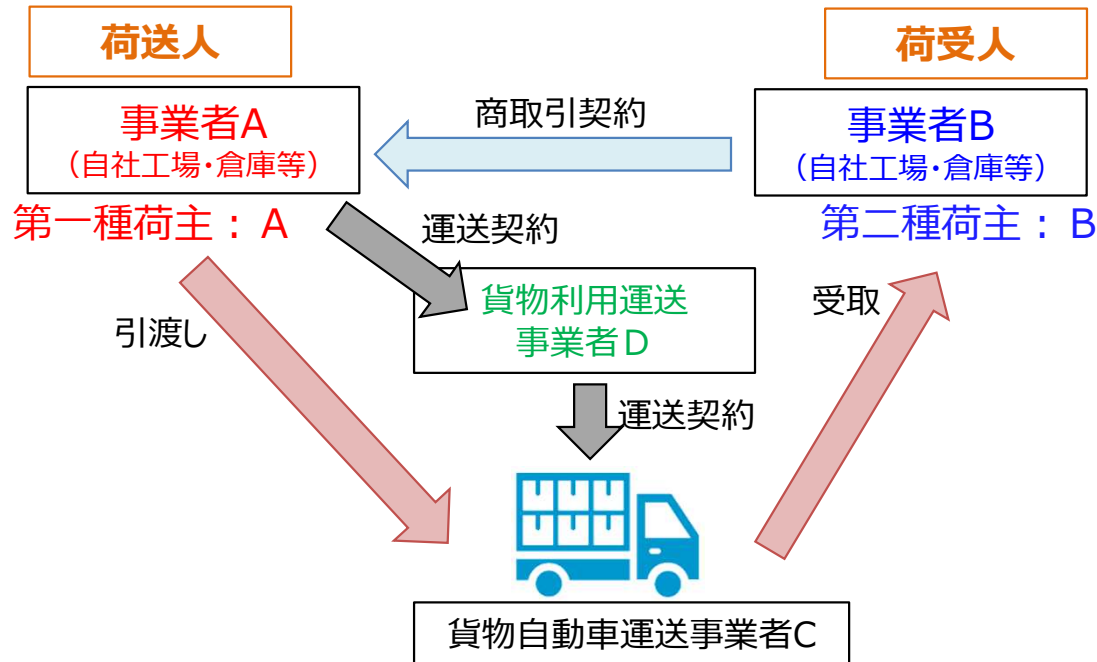 荷送人
荷受人
事業者A
（自社工場・倉庫等）
商取引契約
事業者B
（自社工場・倉庫等）
第一種荷主：A
運送契約
第二種荷主：B
貨物利用運送
事業者D
引渡し
受取
運送契約
貨物自動車運送事業者C